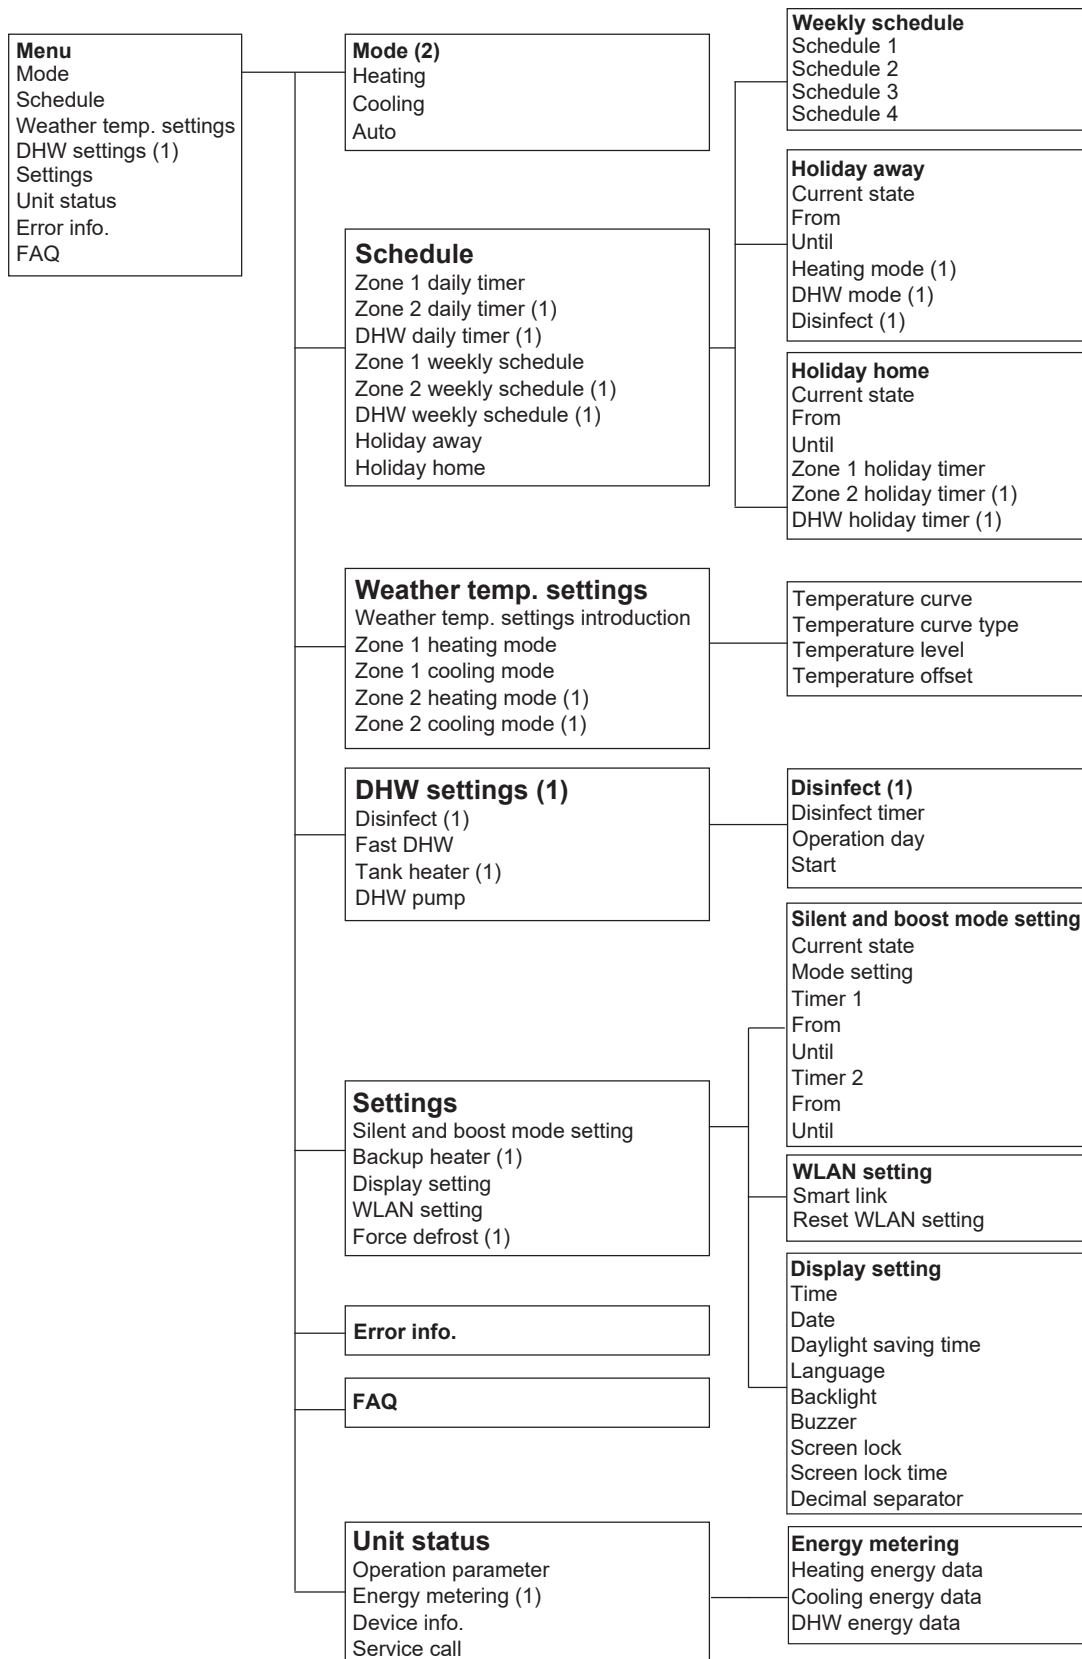 Menu
Mode
Schedule
Weather temp. settings
DHW settings (1)
Settings
Unit status
Error info.
FAQ
Mode (2)
Heating
Cooling
Auto
Schedule
Zone 1 daily timer
Zone 2 daily timer (1)
DHW daily timer (1)
Zone 1 weekly schedule
Zone 2 weekly schedule (1)
DHW weekly schedule (1)
Holiday away
Holiday home
Weekly schedule
Schedule 1
Schedule 2
Schedule 3
Schedule 4
Holiday away
Current state
From
Until
Heating mode (1)
DHW mode (1)
Disinfect (1)
Holiday home
Current state
From
Until
Zone 1 holiday timer
Zone 2 holiday timer (1)
DHW holiday timer (1)
Weather temp. settings
Weather temp. settings introduction
Zone 1 heating mode
Zone 1 cooling mode
Zone 2 heating mode (1)
Zone 2 cooling mode (1)
Temperature curve
Temperature curve type
Temperature level
Temperature offset
DHW settings (1)
Disinfect (1)
Fast DHW
Tank heater (1)
DHW pump
Disinfect (1)
Disinfect timer
Operation day
Start
Settings
Silent and boost mode setting
Backup heater (1)
Display setting
WLAN setting
Force defrost (1)
Silent and boost mode setting
Current state
Mode setting
Timer 1
From
Until
Timer 2
From
Until
WLAN setting
Smart link
Reset WLAN setting
Display setting
Time
Date
Daylight saving time
Language
Backlight
Buzzer
Screen lock
Screen lock time
Decimal separator
Error info.
FAQ
Unit status
Operation parameter
Energy metering (1)
Device info.
Service call
Energy metering
Heating energy data
Cooling energy data
DHW energy data